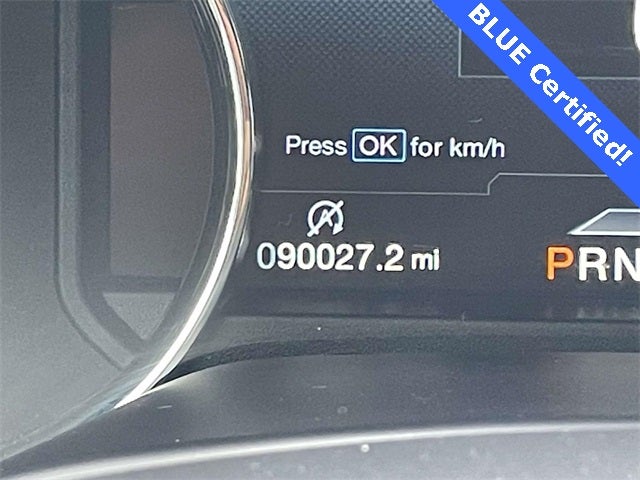 BLUE Certified!
Press OK for km/h
090027.2 mi
PRN